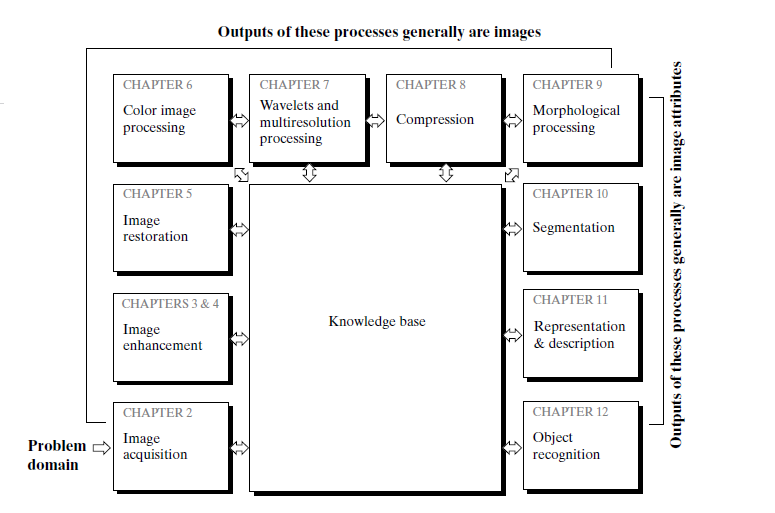 Outputs of these processes generally are images
CHAPTER 6
Color image
processing
CHAPTER 7
Wavelets and
multiresolution
processing
CHAPTER 8
Compression
CHAPTER 9
Morphological
processing
CHAPTER 5
Image
restoration
CHAPTERS 3 & 4
Image
enhancement
CHAPTER 2
Image
acquisition
Problem
domain
Knowledge base
CHAPTER 10
Segmentation
CHAPTER 11
Representation
& description
CHAPTER 12
Object
recognition
Outputs of these processes generally are image attributes